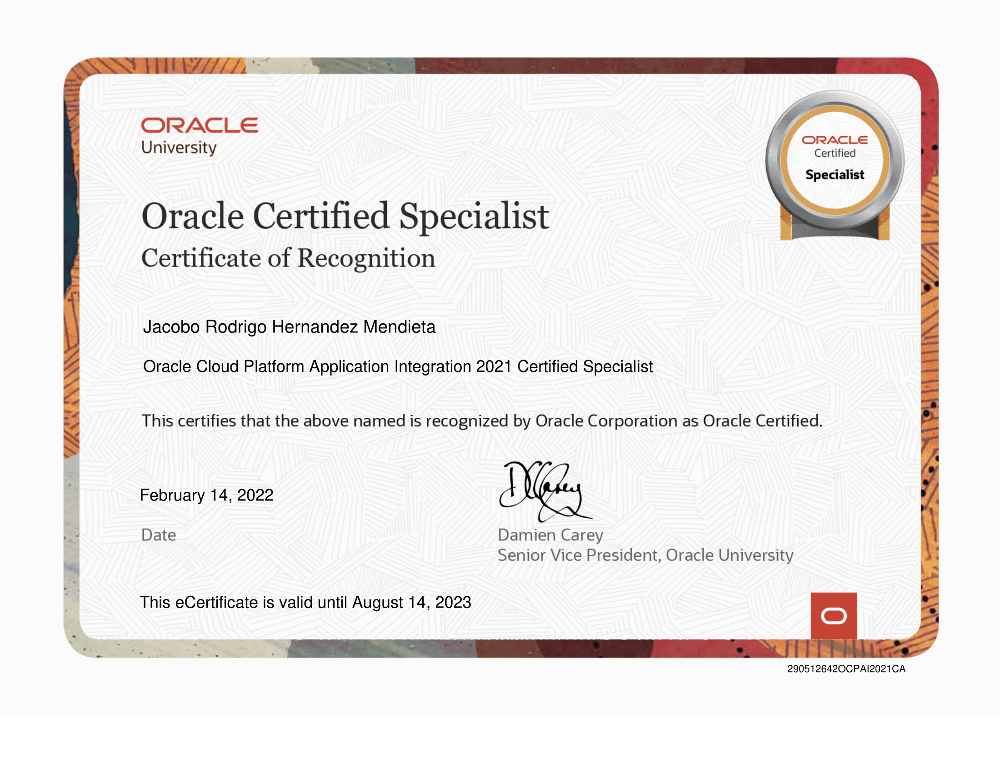 ORACLE
University
ORACLE
Certified
Specialist
Oracle Certified Specialist
Certificate of Recognition
Jacobo Rodrigo Hernandez Mendieta
Oracle Cloud Platform Application Integration 2021 Certified Specialist
This certifies that the above named is recognized by Oracle Corporation as Oracle Certified.
DCCarey
February 14, 2022
Date
Damien Carey
Senior Vice President, Oracle University
This eCertificate is valid until August 14, 2023
290512642OCPAI2021CA